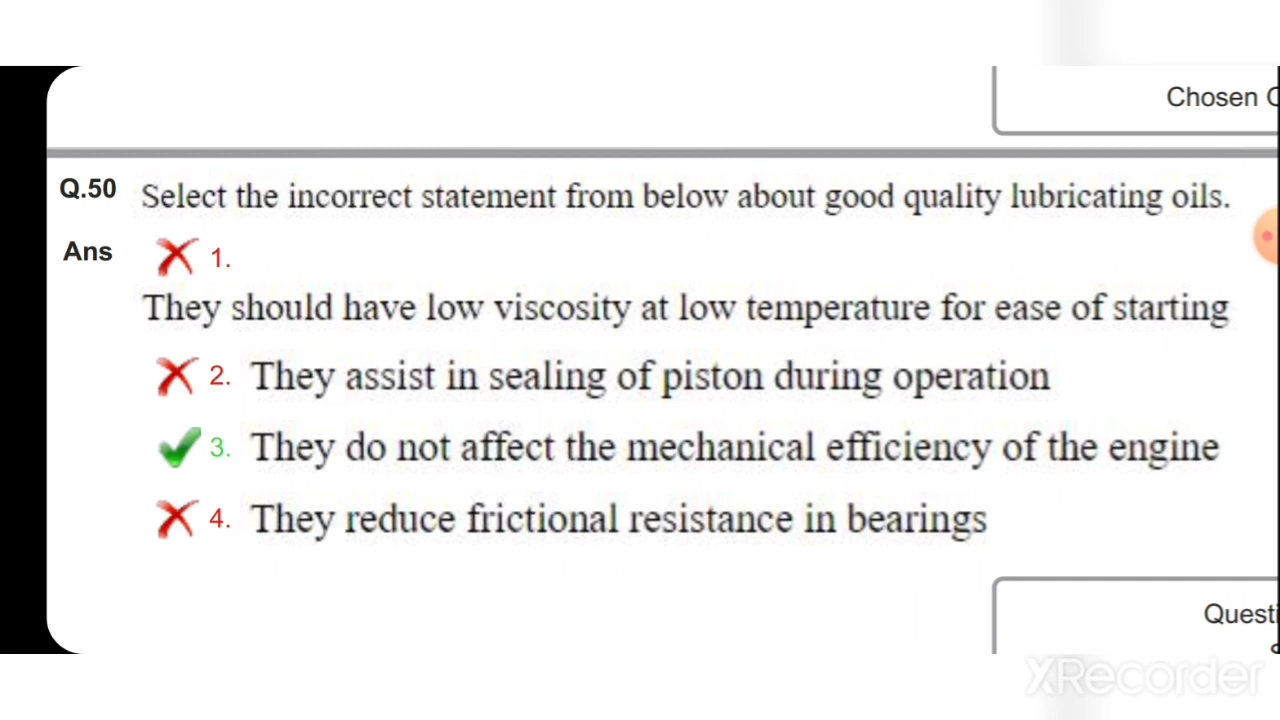 Chosen
Q.50 Select the incorrect statement from below about good quality lubricating oils.
Ans 1.
They should have low viscosity at low temperature for ease of starting
2. They assist in sealing of piston during operation
3. They do not affect the mechanical efficiency of the engine
4. They reduce frictional resistance in bearings
Questi
XRecorder